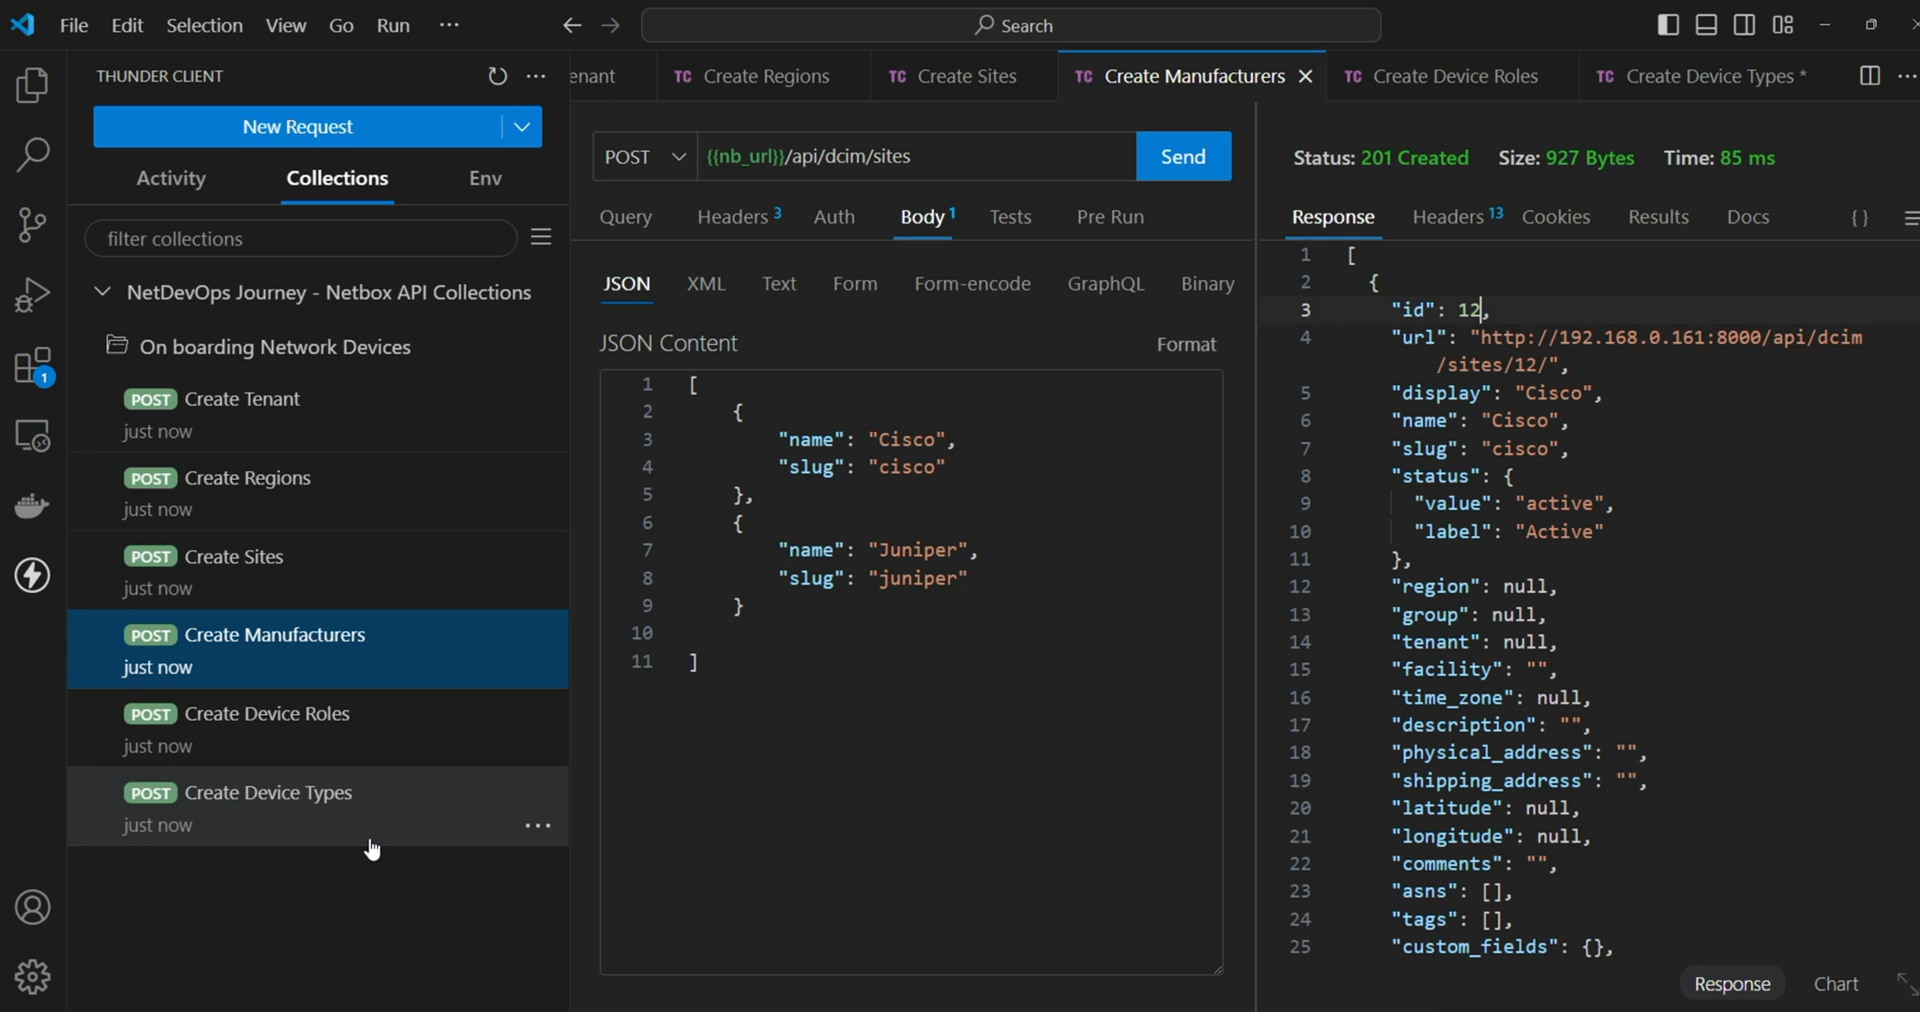 File Edit Selection View Go Run ...
Search
THUNDER CLIENT
New Request
Activity Collections Env
filter collections
NetDevOps Journey - Netbox API Collections
On boarding Network Devices
POST Create Tenant
just now
POST Create Regions
just now
POST Create Sites
just now
POST Create Manufacturers
just now
POST Create Device Roles
just now
POST Create Device Types
just now
1
enant TC Create Regions TC Create Sites TC Create Manufacturers TC Create Device Roles TC Create Device Types *
POST {{nb_url}}/api/dcim/sites Send
Query Headers 3 Auth Body 1 Tests Pre Run
JSON XML Text Form Form-encode GraphQL Binary
JSON Content Format
1 [
2 {
3 "name": "Cisco",
4 "slug": "cisco"
5 },
6 {
7 "name": "Juniper",
8 "slug": "juniper"
9 }
10
11 ]
Status: 201 Created Size: 927 Bytes Time: 85 ms
Response Headers 13 Cookies Results Docs { }
1 [
2 {
3 "id": 12,
4 "url": "http://192.168.0.161:8000/api/dcim
/sites/12/",
5 "display": "Cisco",
6 "name": "Cisco",
7 "slug": "cisco",
8 "status": {
9 "value": "active",
10 "label": "Active"
11 },
12 "region": null,
13 "group": null,
14 "tenant": null,
15 "facility": "",
16 "time_zone": null,
17 "description": "",
18 "physical_address": "",
19 "shipping_address": "",
20 "latitude": null,
21 "longitude": null,
22 "comments": "",
23 "asns": [],
24 "tags": [],
25 "custom_fields": {},
Response Chart